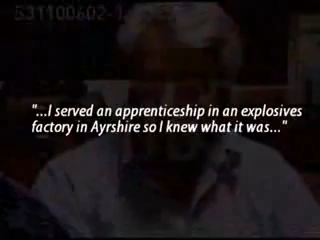 531100602-1
"...I served an apprenticeship in an explosives
factory in Ayrshire so I knew what it was..."